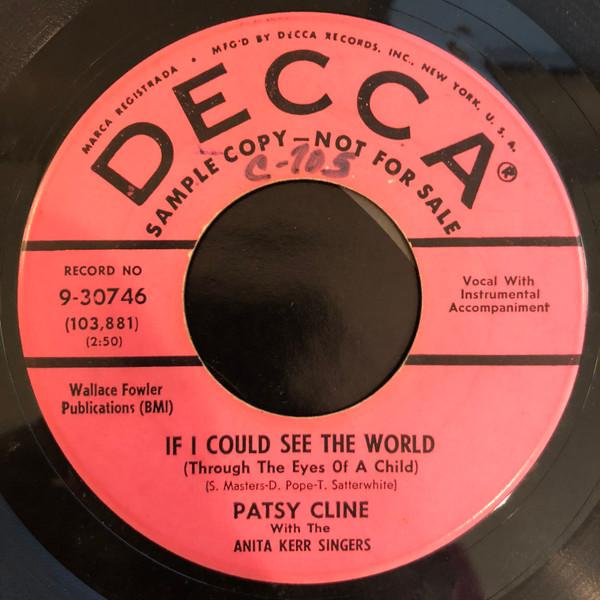 MARCA REGISTRADA • MFG'D BY DECCA RECORDS, INC., NEW YORK, U.S.A.
DECCA®
SAMPLE COPY—NOT FOR SALE
C-105
RECORD NO
9-30746
(103,881)
(2:50)
Vocal With
Instrumental
Accompaniment
Wallace Fowler
Publications (BMI)
IF I COULD SEE THE WORLD
(Through The Eyes Of A Child)
(S. Masters-D. Pope-T. Satterwhite)
PATSY CLINE
With The
ANITA KERR SINGERS